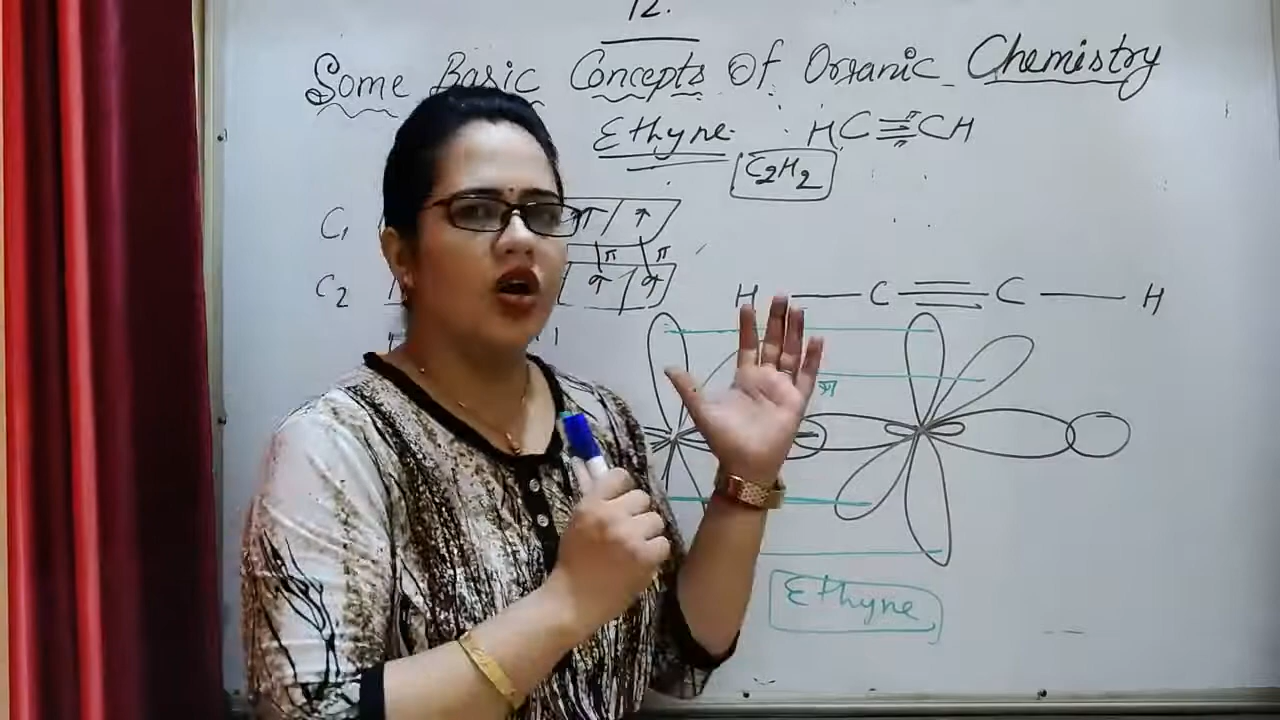 12.
Some Basic Concepts Of Organic Chemistry
Ethyne HC≡CH
C2H2
C1 ↑ ↑
π π
C2 ↑ ↑
H — C ≡ C — H
π
Ethyne